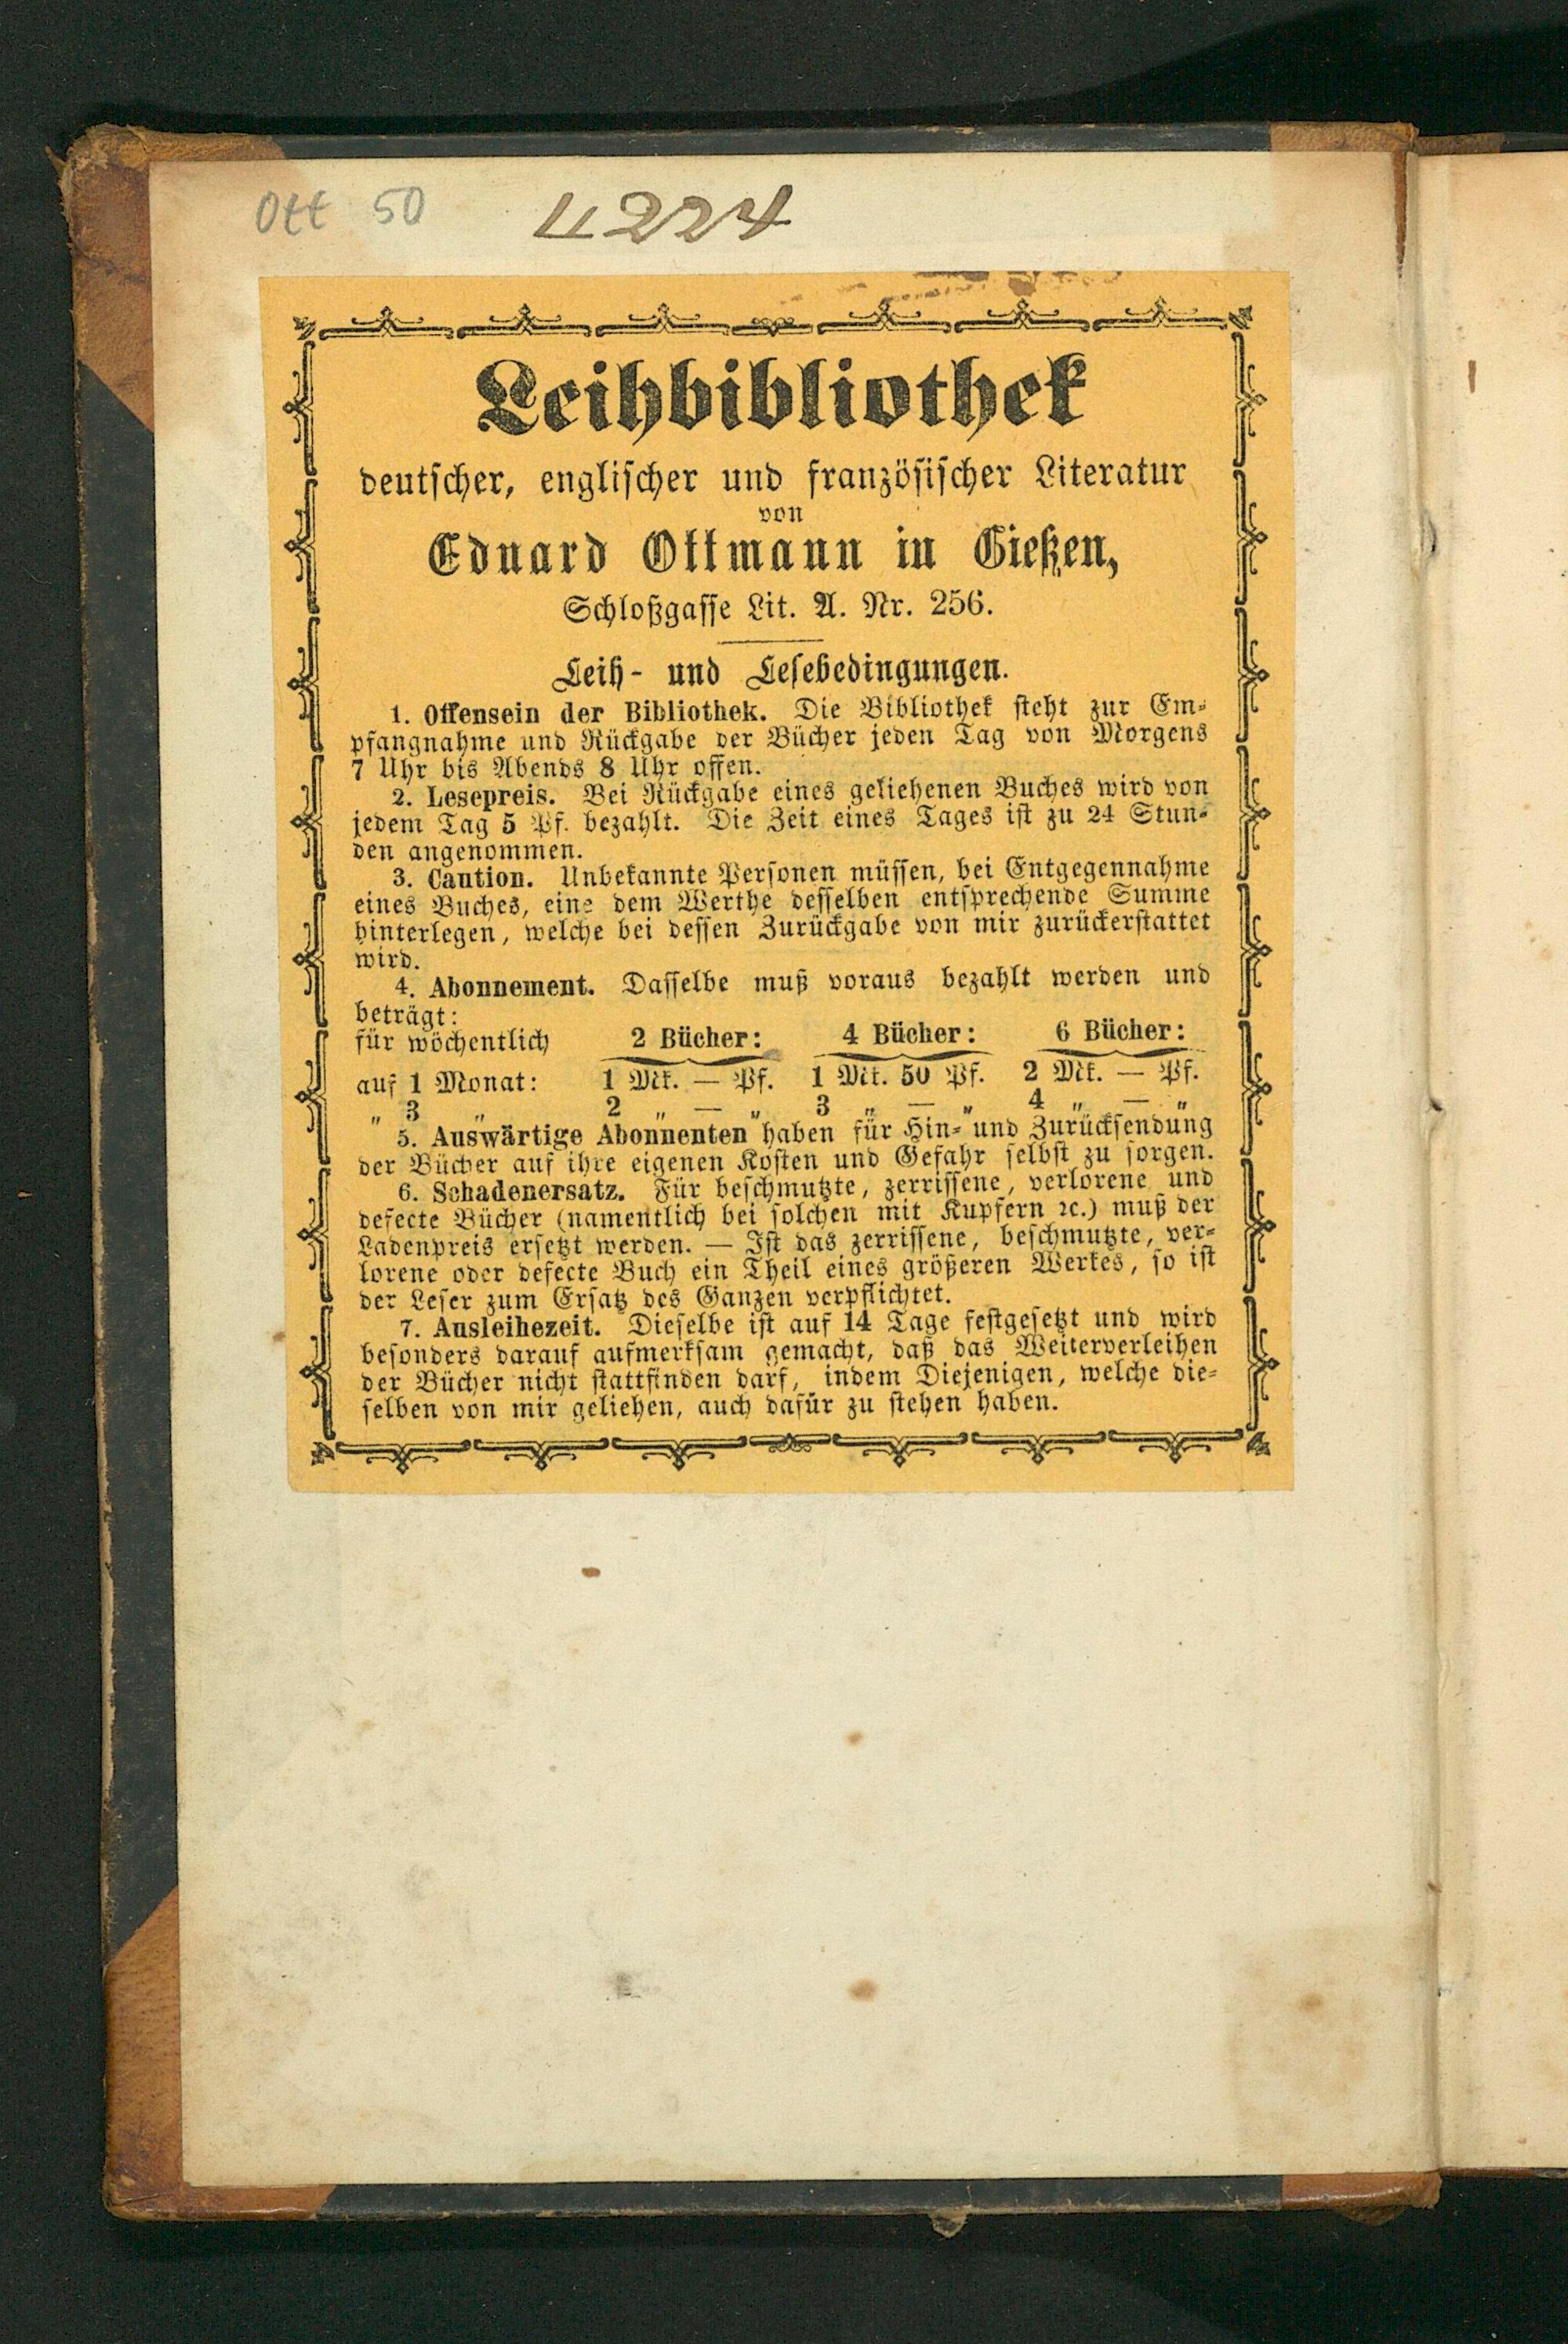 Ott 50 4224
Leihbibliothek
deutscher, englischer und französischer Literatur
von
Eduard Ottmann in Gießen,
Schloßgasse Lit. A. Nr. 256.
Leih- und Lesebedingungen.
1. Offensein der Bibliothek. Die Bibliothek steht zur Em-
pfangnahme und Rückgabe der Bücher jeden Tag von Morgens
7 Uhr bis Abends 8 Uhr offen.
2. Lesepreis. Bei Rückgabe eines geliehenen Buches wird von
jedem Tag 5 Pf. bezahlt. Die Zeit eines Tages ist zu 24 Stun-
den angenommen.
3. Caution. Unbekannte Personen müssen, bei Entgegennahme
eines Buches, eine dem Werthe desselben entsprechende Summe
hinterlegen, welche bei dessen Zurückgabe von mir zurückerstattet
wird.
4. Abonnement. Dasselbe muß voraus bezahlt werden und
beträgt:
für wöchentlich 2 Bücher: 4 Bücher: 6 Bücher:
auf 1 Monat: 1 Mk. — Pf. 1 Mk. 50 Pf. 2 Mk. — Pf.
„ 3 „ 2 „ — „ 3 „ — „ 4 „ — „
5. Auswärtige Abonnenten haben für Hin- und Zurücksendung
der Bücher auf ihre eigenen Kosten und Gefahr selbst zu sorgen.
6. Schadenersatz. Für beschmutzte, zerrissene, verlorene und
defecte Bücher (namentlich bei solchen mit Kupfern ꝛc.) muß der
Ladenpreis ersetzt werden. — Ist das zerrissene, beschmutzte, ver-
lorene oder defecte Buch ein Theil eines größeren Werkes, so ist
der Leser zum Ersatz des Ganzen verpflichtet.
7. Ausleihezeit. Dieselbe ist auf 14 Tage festgesetzt und wird
besonders darauf aufmerksam gemacht, daß das Weiterverleihen
der Bücher nicht stattfinden darf, indem Diejenigen, welche die-
selben von mir geliehen, auch dafür zu stehen haben.